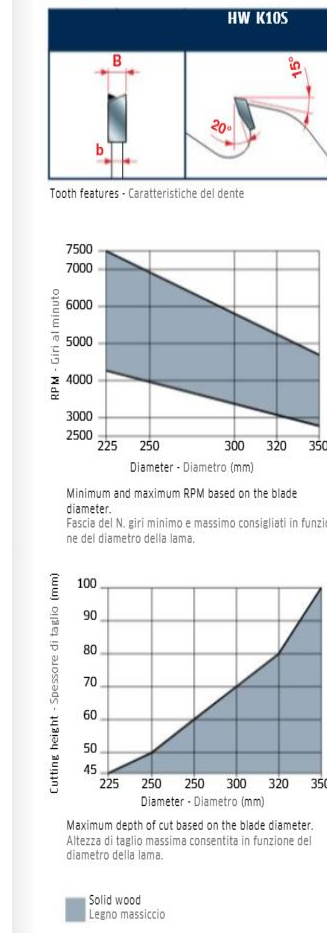 HW K10S
B
b
15°
20°
Tooth features - Caratteristiche del dente
7500
7000
6000
5000
4000
3000
2500
RPM - Giri al minuto
225 250 300 320 350
Diameter - Diametro (mm)
Minimum and maximum RPM based on the blade
diameter.
Fascia del N. giri minimo e massimo consigliati in funzio
ne del diametro della lama.
100
90
80
70
60
50
45
Cutting height - Spessore di taglio (mm)
225 250 250 300 320 350
Diameter - Diametro (mm)
Maximum depth of cut based on the blade diameter.
Altezza di taglio massima consentita in funzione del
diametro della lama.
Solid wood
Legno massiccio